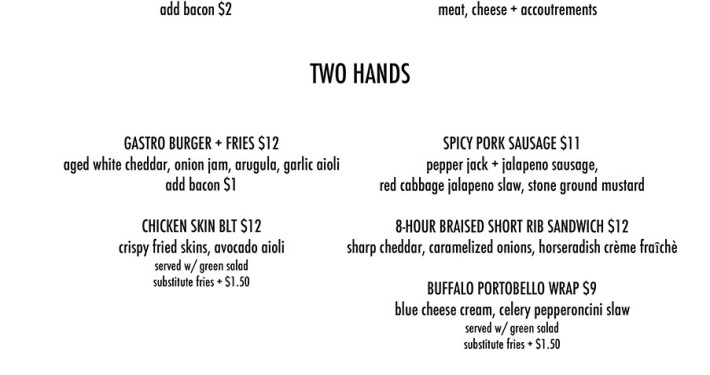 add bacon $2
meat, cheese + accoutrements
TWO HANDS
GASTRO BURGER + FRIES $12
aged white cheddar, onion jam, arugula, garlic aioli
add bacon $1
CHICKEN SKIN BLT $12
crispy fried skins, avocado aioli
served w/ green salad
substitute fries + $1.50
SPICY PORK SAUSAGE $11
pepper jack + jalapeno sausage,
red cabbage jalapeno slaw, stone ground mustard
8-HOUR BRAISED SHORT RIB SANDWICH $12
sharp cheddar, caramelized onions, horseradish crème fraîchè
BUFFALO PORTOBELLO WRAP $9
blue cheese cream, celery pepperoncini slaw
served w/ green salad
substitute fries + $1.50